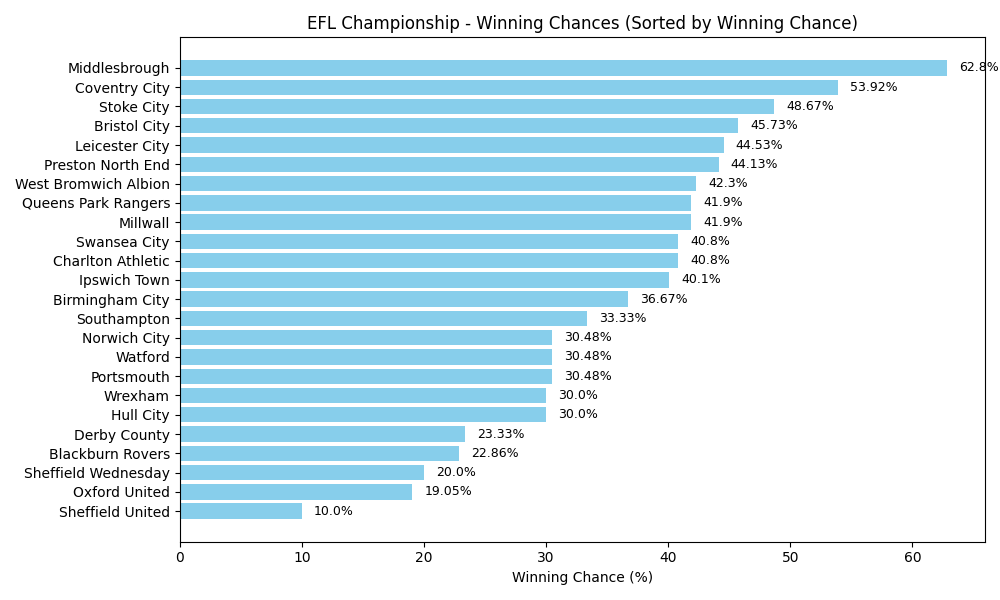 EFL Championship - Winning Chances (Sorted by Winning Chance)
Middlesbrough 62.8%
Coventry City 53.92%
Stoke City 48.67%
Bristol City 45.73%
Leicester City 44.53%
Preston North End 44.13%
West Bromwich Albion 42.3%
Queens Park Rangers 41.9%
Millwall 41.9%
Swansea City 40.8%
Charlton Athletic 40.8%
Ipswich Town 40.1%
Birmingham City 36.67%
Southampton 33.33%
Norwich City 30.48%
Watford 30.48%
Portsmouth 30.48%
Wrexham 30.0%
Hull City 30.0%
Derby County 23.33%
Blackburn Rovers 22.86%
Sheffield Wednesday 20.0%
Oxford United 19.05%
Sheffield United 10.0%
0 10 20 30 40 50 60
Winning Chance (%)